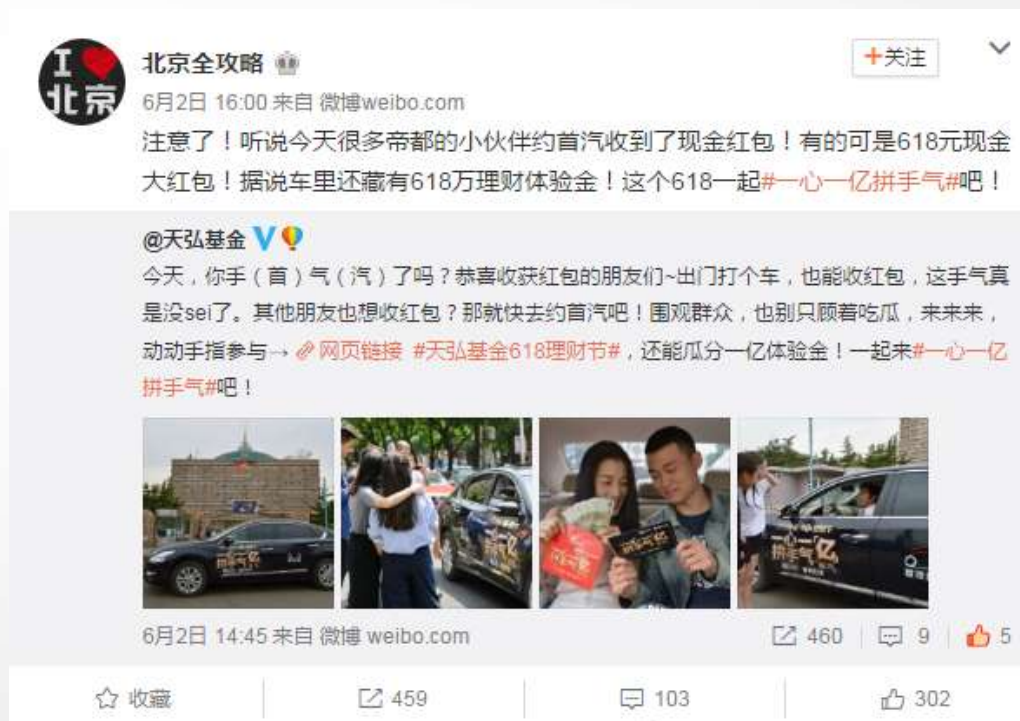 I
北京
北京全攻略
+关注
6月2日 16:00 来自 微博weibo.com
注意了！听说今天很多帝都的小伙伴约首汽收到了现金红包！有的可是618元现金
大红包！据说车里还藏有618万理财体验金！这个618一起#一心一亿拼手气#吧！
@天弘基金
今天，你手（首）气（汽）了吗？恭喜收获红包的朋友们~出门打个车，也能收红包，这手气真
是没sei了。其他朋友也想收红包？那就快去约首汽吧！围观群众，也别只顾着吃瓜，来来来，
动动手指参与→ 网页链接 #天弘基金618理财节#，还能瓜分一亿体验金！一起来#一心一亿
拼手气#吧！
一心一亿
拼手气
6月2日 14:45 来自 微博 weibo.com
460
9
5
收藏
459
103
302